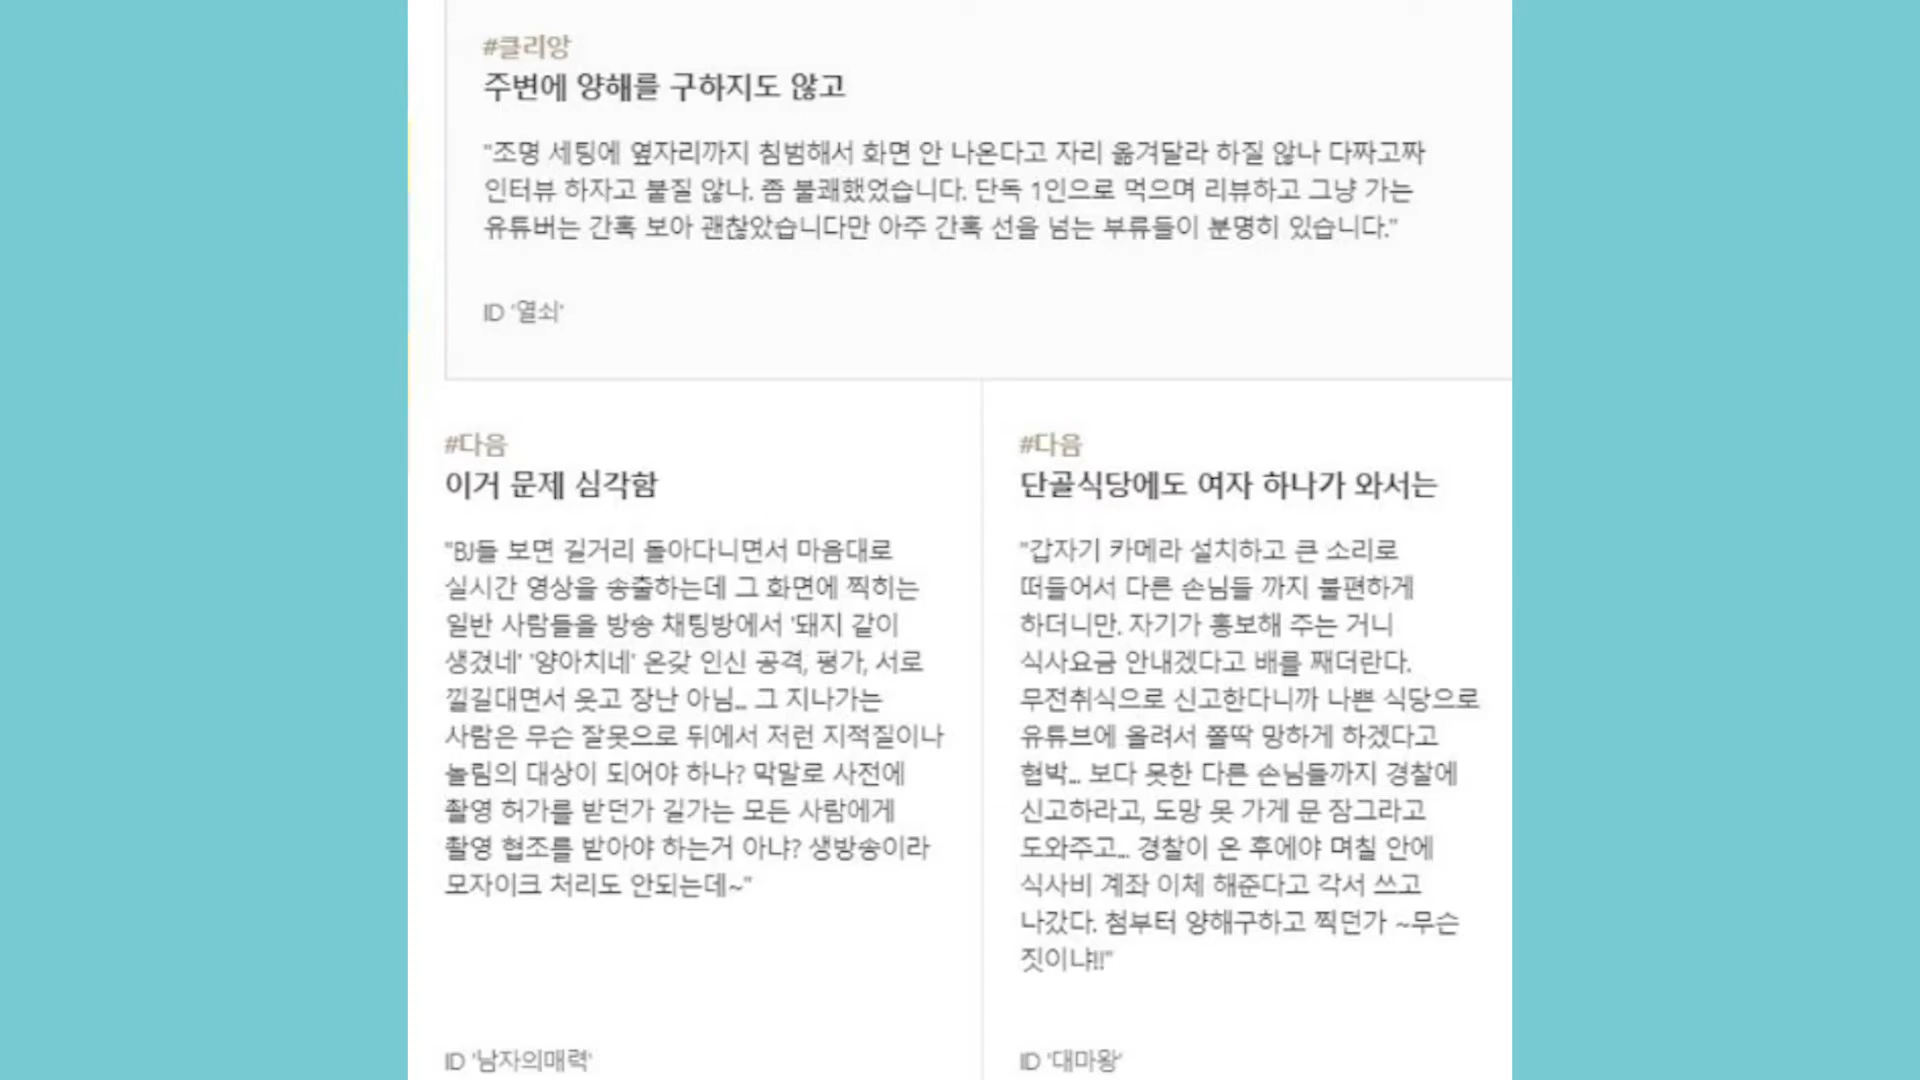 #클리앙
주변에 양해를 구하지도 않고
"조명 세팅에 옆자리까지 침범해서 화면 안 나온다고 자리 옮겨달라 하질 않나 다짜고짜
인터뷰 하자고 붙질 않나. 좀 불쾌했었습니다. 단독 1인으로 먹으며 리뷰하고 그냥 가는
유튜버는 간혹 보아 괜찮았습니다만 아주 간혹 선을 넘는 부류들이 분명히 있습니다."
ID '열쇠'
#다음
이거 문제 심각함
"BJ들 보면 길거리 돌아다니면서 마음대로
실시간 영상을 송출하는데 그 화면에 찍히는
일반 사람들을 방송 채팅방에서 '돼지 같이
생겼네' '양아치네' 온갖 인신 공격, 평가, 서로
낄길대면서 웃고 장난 아님... 그 지나가는
사람은 무슨 잘못으로 뒤에서 저런 지적질이나
놀림의 대상이 되어야 하나? 막말로 사전에
촬영 허가를 받던가 길가는 모든 사람에게
촬영 협조를 받아야 하는거 아냐? 생방송이라
모자이크 처리도 안되는데~"
ID '남자의매력'
#다음
단골식당에도 여자 하나가 와서는
"갑자기 카메라 설치하고 큰 소리로
떠들어서 다른 손님들 까지 불편하게
하더니만. 자기가 홍보해 주는 거니
식사요금 안내겠다고 배를 째더란다.
무전취식으로 신고한다니까 나쁜 식당으로
유튜브에 올려서 쫄딱 망하게 하겠다고
협박... 보다 못한 다른 손님들까지 경찰에
신고하라고, 도망 못 가게 문 잠그라고
도와주고... 경찰이 온 후에야 며칠 안에
식사비 계좌 이체 해준다고 각서 쓰고
나갔다. 첨부터 양해구하고 찍던가 ~무슨
짓이냐!!"
ID '대마왕'